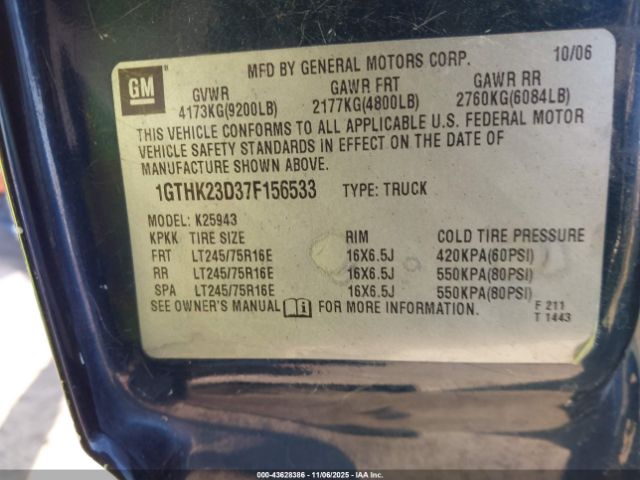 MFD BY GENERAL MOTORS CORP. 10/06
GM
GVWR GAWR FRT GAWR RR
4173KG(9200LB) 2177KG(4800LB) 2760KG(6084LB)
THIS VEHICLE CONFORMS TO ALL APPLICABLE U.S. FEDERAL MOTOR
VEHICLE SAFETY STANDARDS IN EFFECT ON THE DATE OF
MANUFACTURE SHOWN ABOVE.
1GTHK23D37F156533 TYPE: TRUCK
MODEL: K25943
KPKK TIRE SIZE RIM COLD TIRE PRESSURE
FRT LT245/75R16E 16X6.5J 420KPA(60PSI)
RR LT245/75R16E 16X6.5J 550KPA(80PSI)
SPA LT245/75R16E 16X6.5J 550KPA(80PSI)
SEE OWNER'S MANUAL FOR MORE INFORMATION. F 211
T 1443
00-43628386 - 11/06/2025 - IAA Inc.